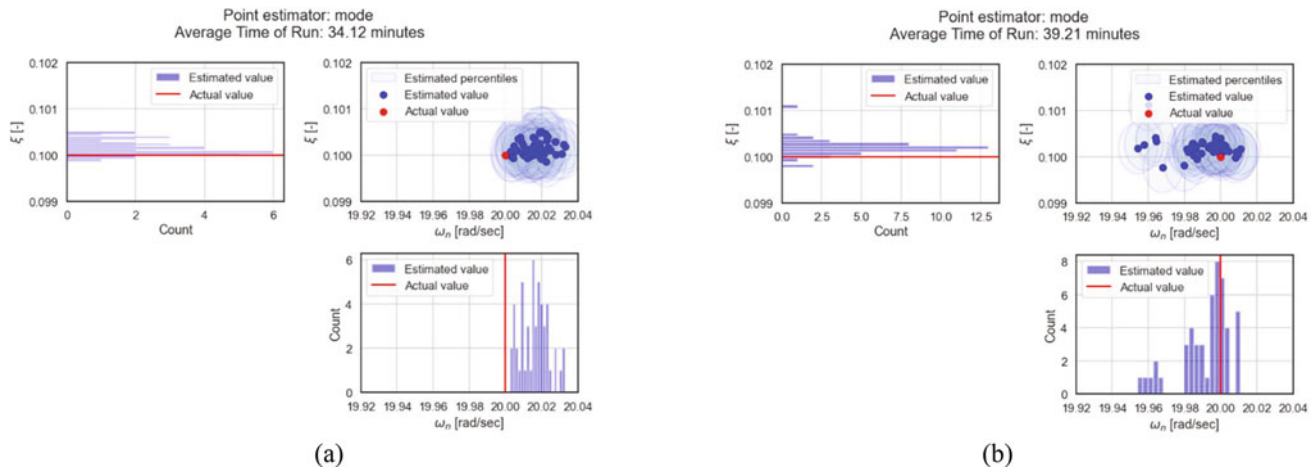 Point estimator: mode
Average Time of Run: 34.12 minutes
0.102
0.101
0.100
0.099
ξ [-]
Estimated value
Actual value
0 2 4 6
Count
0.102
0.101
0.100
0.099
ξ [-]
Estimated percentiles
Estimated value
Actual value
19.92 19.94 19.96 19.98 20.00 20.02 20.04
ωn [rad/sec]
6
4
2
0
Count
Estimated value
Actual value
19.92 19.94 19.96 19.98 20.00 20.02 20.04
ωn [rad/sec]
(a)
Point estimator: mode
Average Time of Run: 39.21 minutes
0.102
0.101
0.100
0.099
ξ [-]
Estimated value
Actual value
0.0 2.5 5.0 7.5 10.0 12.5
Count
0.102
0.101
0.100
0.099
ξ [-]
Estimated percentiles
Estimated value
Actual value
19.92 19.94 19.96 19.98 20.00 20.02 20.04
ωn [rad/sec]
8
6
4
2
0
Count
Estimated value
Actual value
19.92 19.94 19.96 19.98 20.00 20.02 20.04
ωn [rad/sec]
(b)